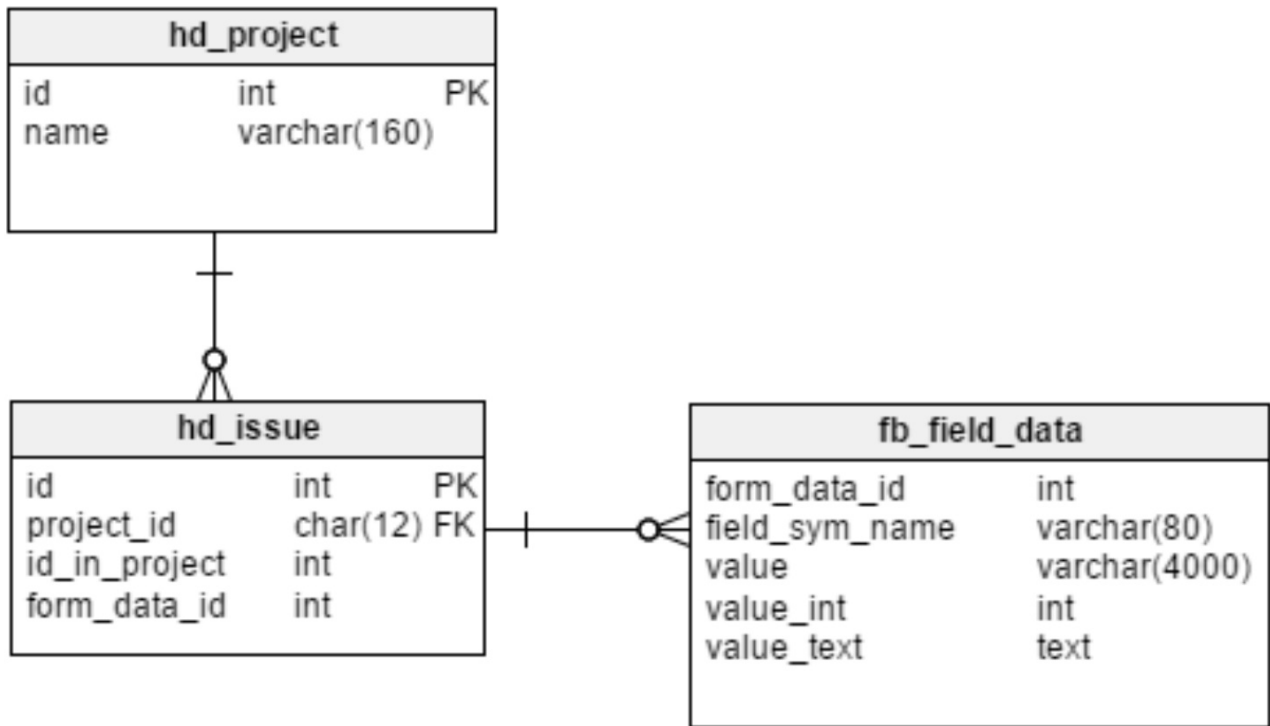 hd_project
id int PK
name varchar(160)
hd_issue
id int PK
project_id char(12) FK
id_in_project int
form_data_id int
fb_field_data
form_data_id int
field_sym_name varchar(80)
value varchar(4000)
value_int int
value_text text